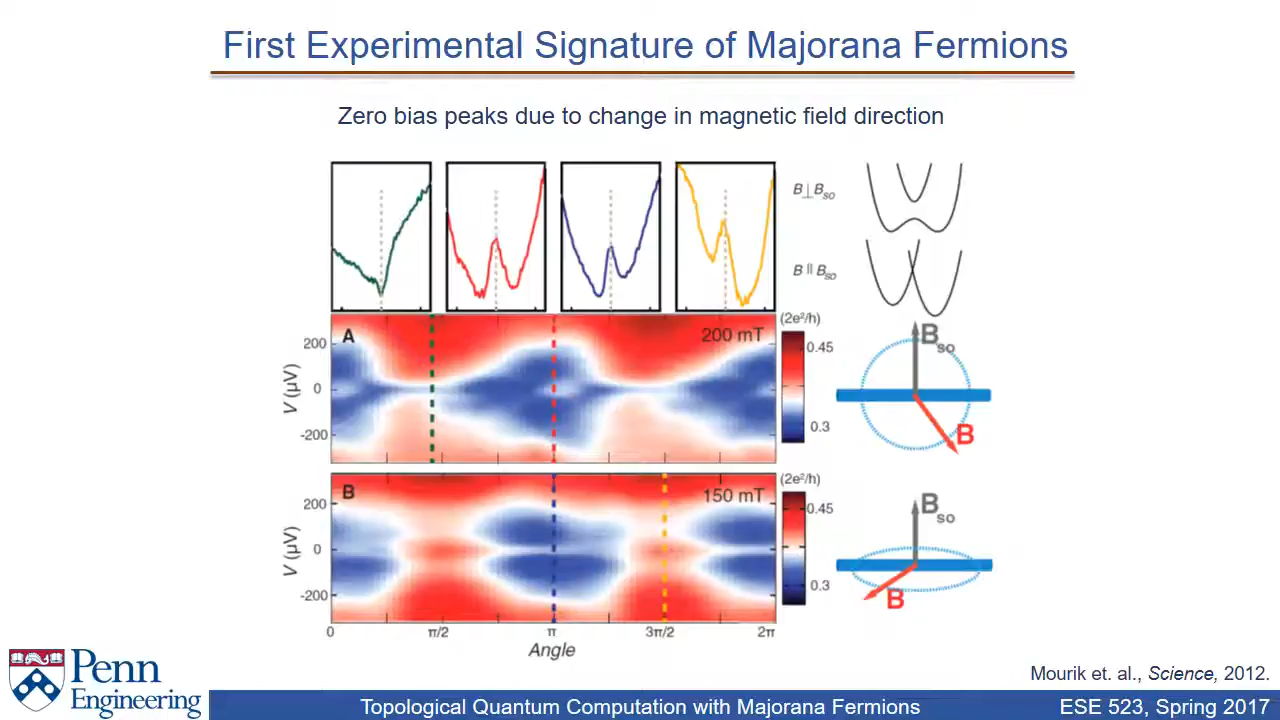 First Experimental Signature of Majorana Fermions
Zero bias peaks due to change in magnetic field direction
B⊥Bso
B∥Bso
A
200 mT
(2e²/h)
0.45
0.3
V (µV)
200
0
-200
Bso
B
B
150 mT
(2e²/h)
0.45
0.3
V (µV)
200
0
-200
Bso
B
0
π/2
π
3π/2
2π
Angle
Mourik et. al., Science, 2012.
Penn
Engineering
Topological Quantum Computation with Majorana Fermions
ESE 523, Spring 2017